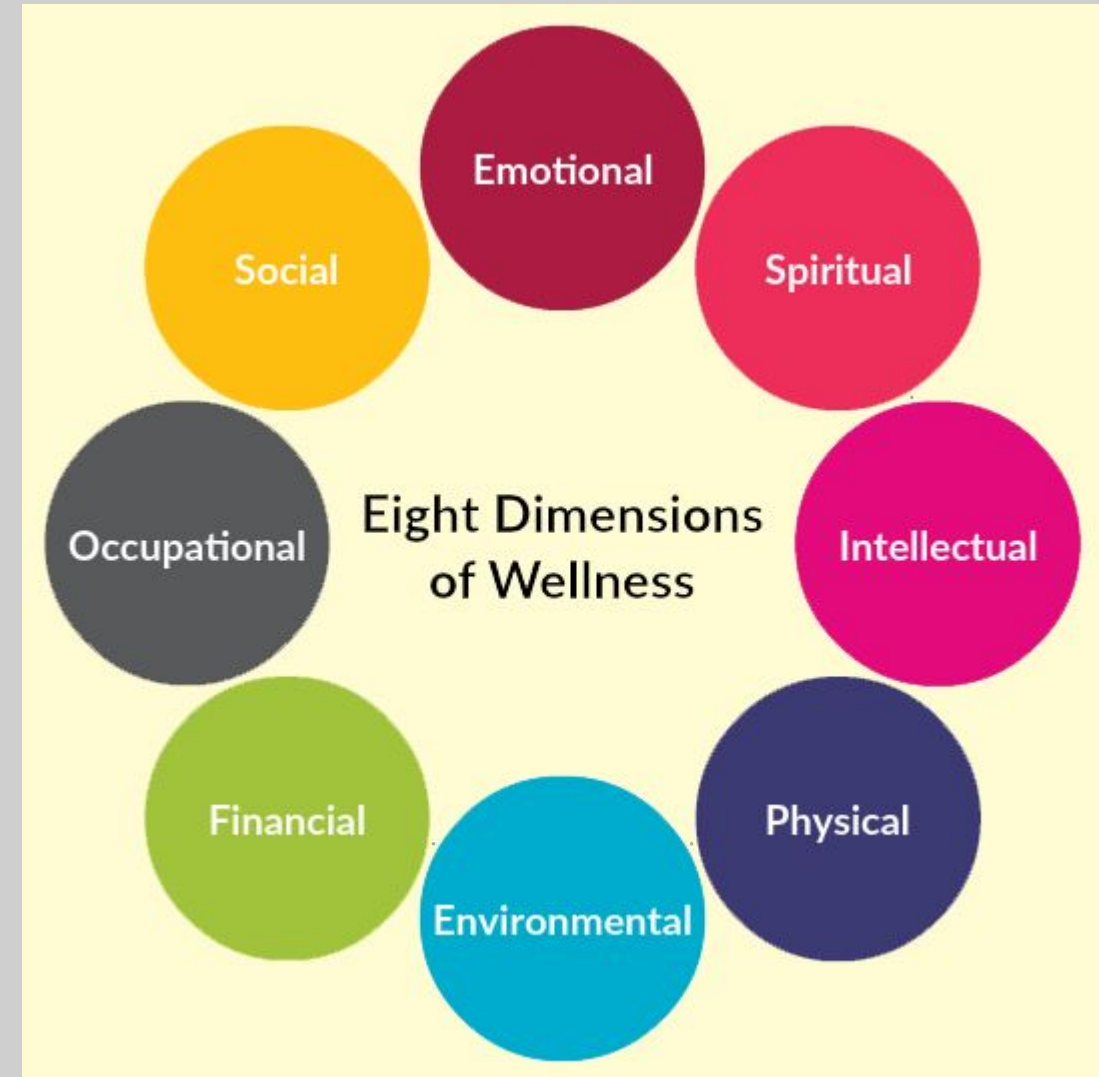 Emotional
Social
Spiritual
Eight Dimensions
of Wellness
Occupational
Intellectual
Financial
Physical
Environmental